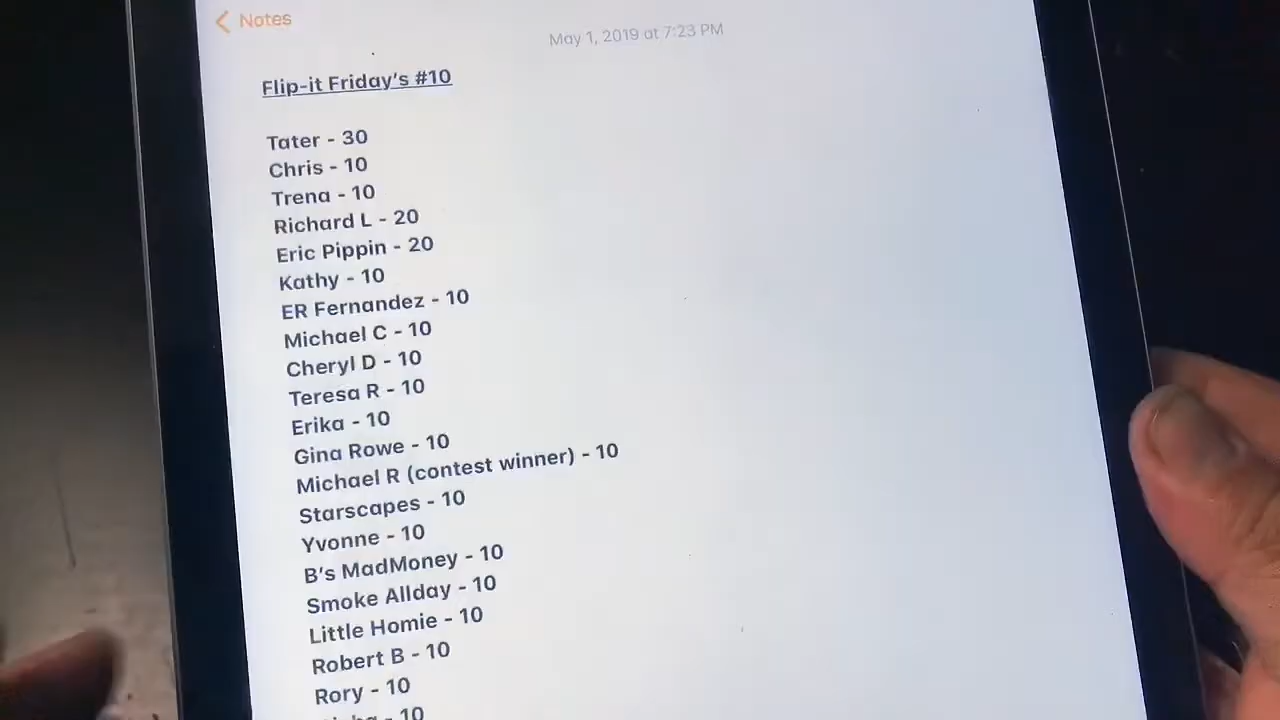 Notes
May 1, 2019 at 7:23 PM
Flip-it Friday's #10
Tater - 30
Chris - 10
Trena - 10
Richard L - 20
Eric Pippin - 20
Kathy - 10
ER Fernandez - 10
Michael C - 10
Cheryl D - 10
Teresa R - 10
Erika - 10
Gina Rowe - 10
Michael R (contest winner) - 10
Starscapes - 10
Yvonne - 10
B's MadMoney - 10
Smoke Allday - 10
Little Homie - 10
Robert B - 10
Rory - 10
- 10